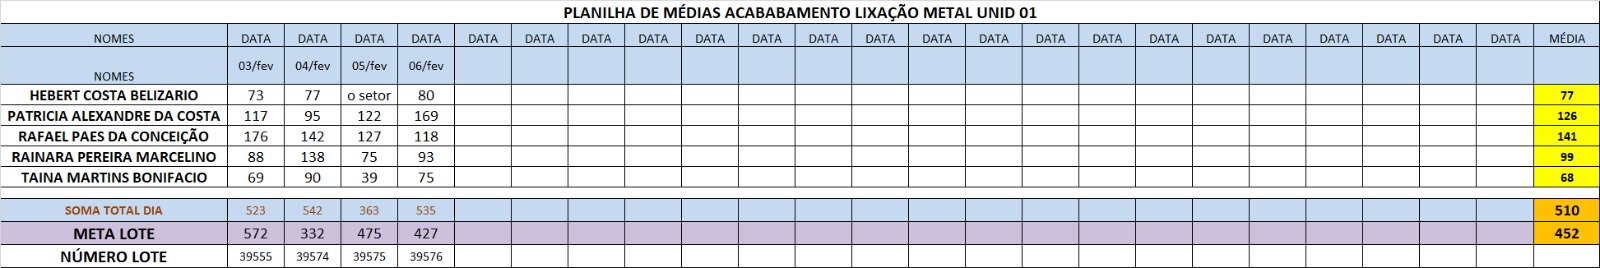 PLANILHA DE MÉDIAS ACABABAMENTO LIXAÇÃO METAL UNID 01
NOMES DATA DATA DATA DATA DATA DATA DATA DATA DATA DATA DATA DATA DATA DATA DATA DATA DATA DATA DATA DATA DATA DATA DATA MÉDIA
NOMES 03/fev 04/fev 05/fev 06/fev
HEBERT COSTA BELIZARIO 73 77 o setor 80 77
PATRICIA ALEXANDRE DA COSTA 117 95 122 169 126
RAFAEL PAES DA CONCEIÇÃO 176 142 127 118 141
RAINARA PEREIRA MARCELINO 88 138 75 93 99
TAINA MARTINS BONIFACIO 69 90 39 75 68
SOMA TOTAL DIA 523 542 363 535 510
META LOTE 572 332 475 427 452
NÚMERO LOTE 39555 39574 39575 39576